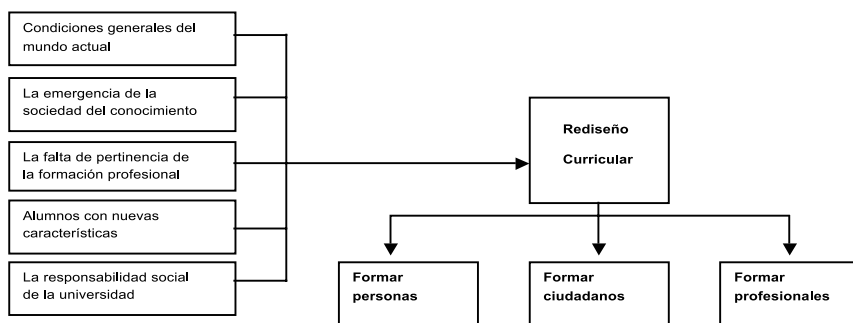 Condiciones generales del
mundo actual
La emergencia de la
sociedad del conocimiento
La falta de pertinencia de
la formación profesional
Alumnos con nuevas
características
La responsabilidad social
de la universidad
Rediseño
Curricular
Formar
personas
Formar
ciudadanos
Formar
profesionales